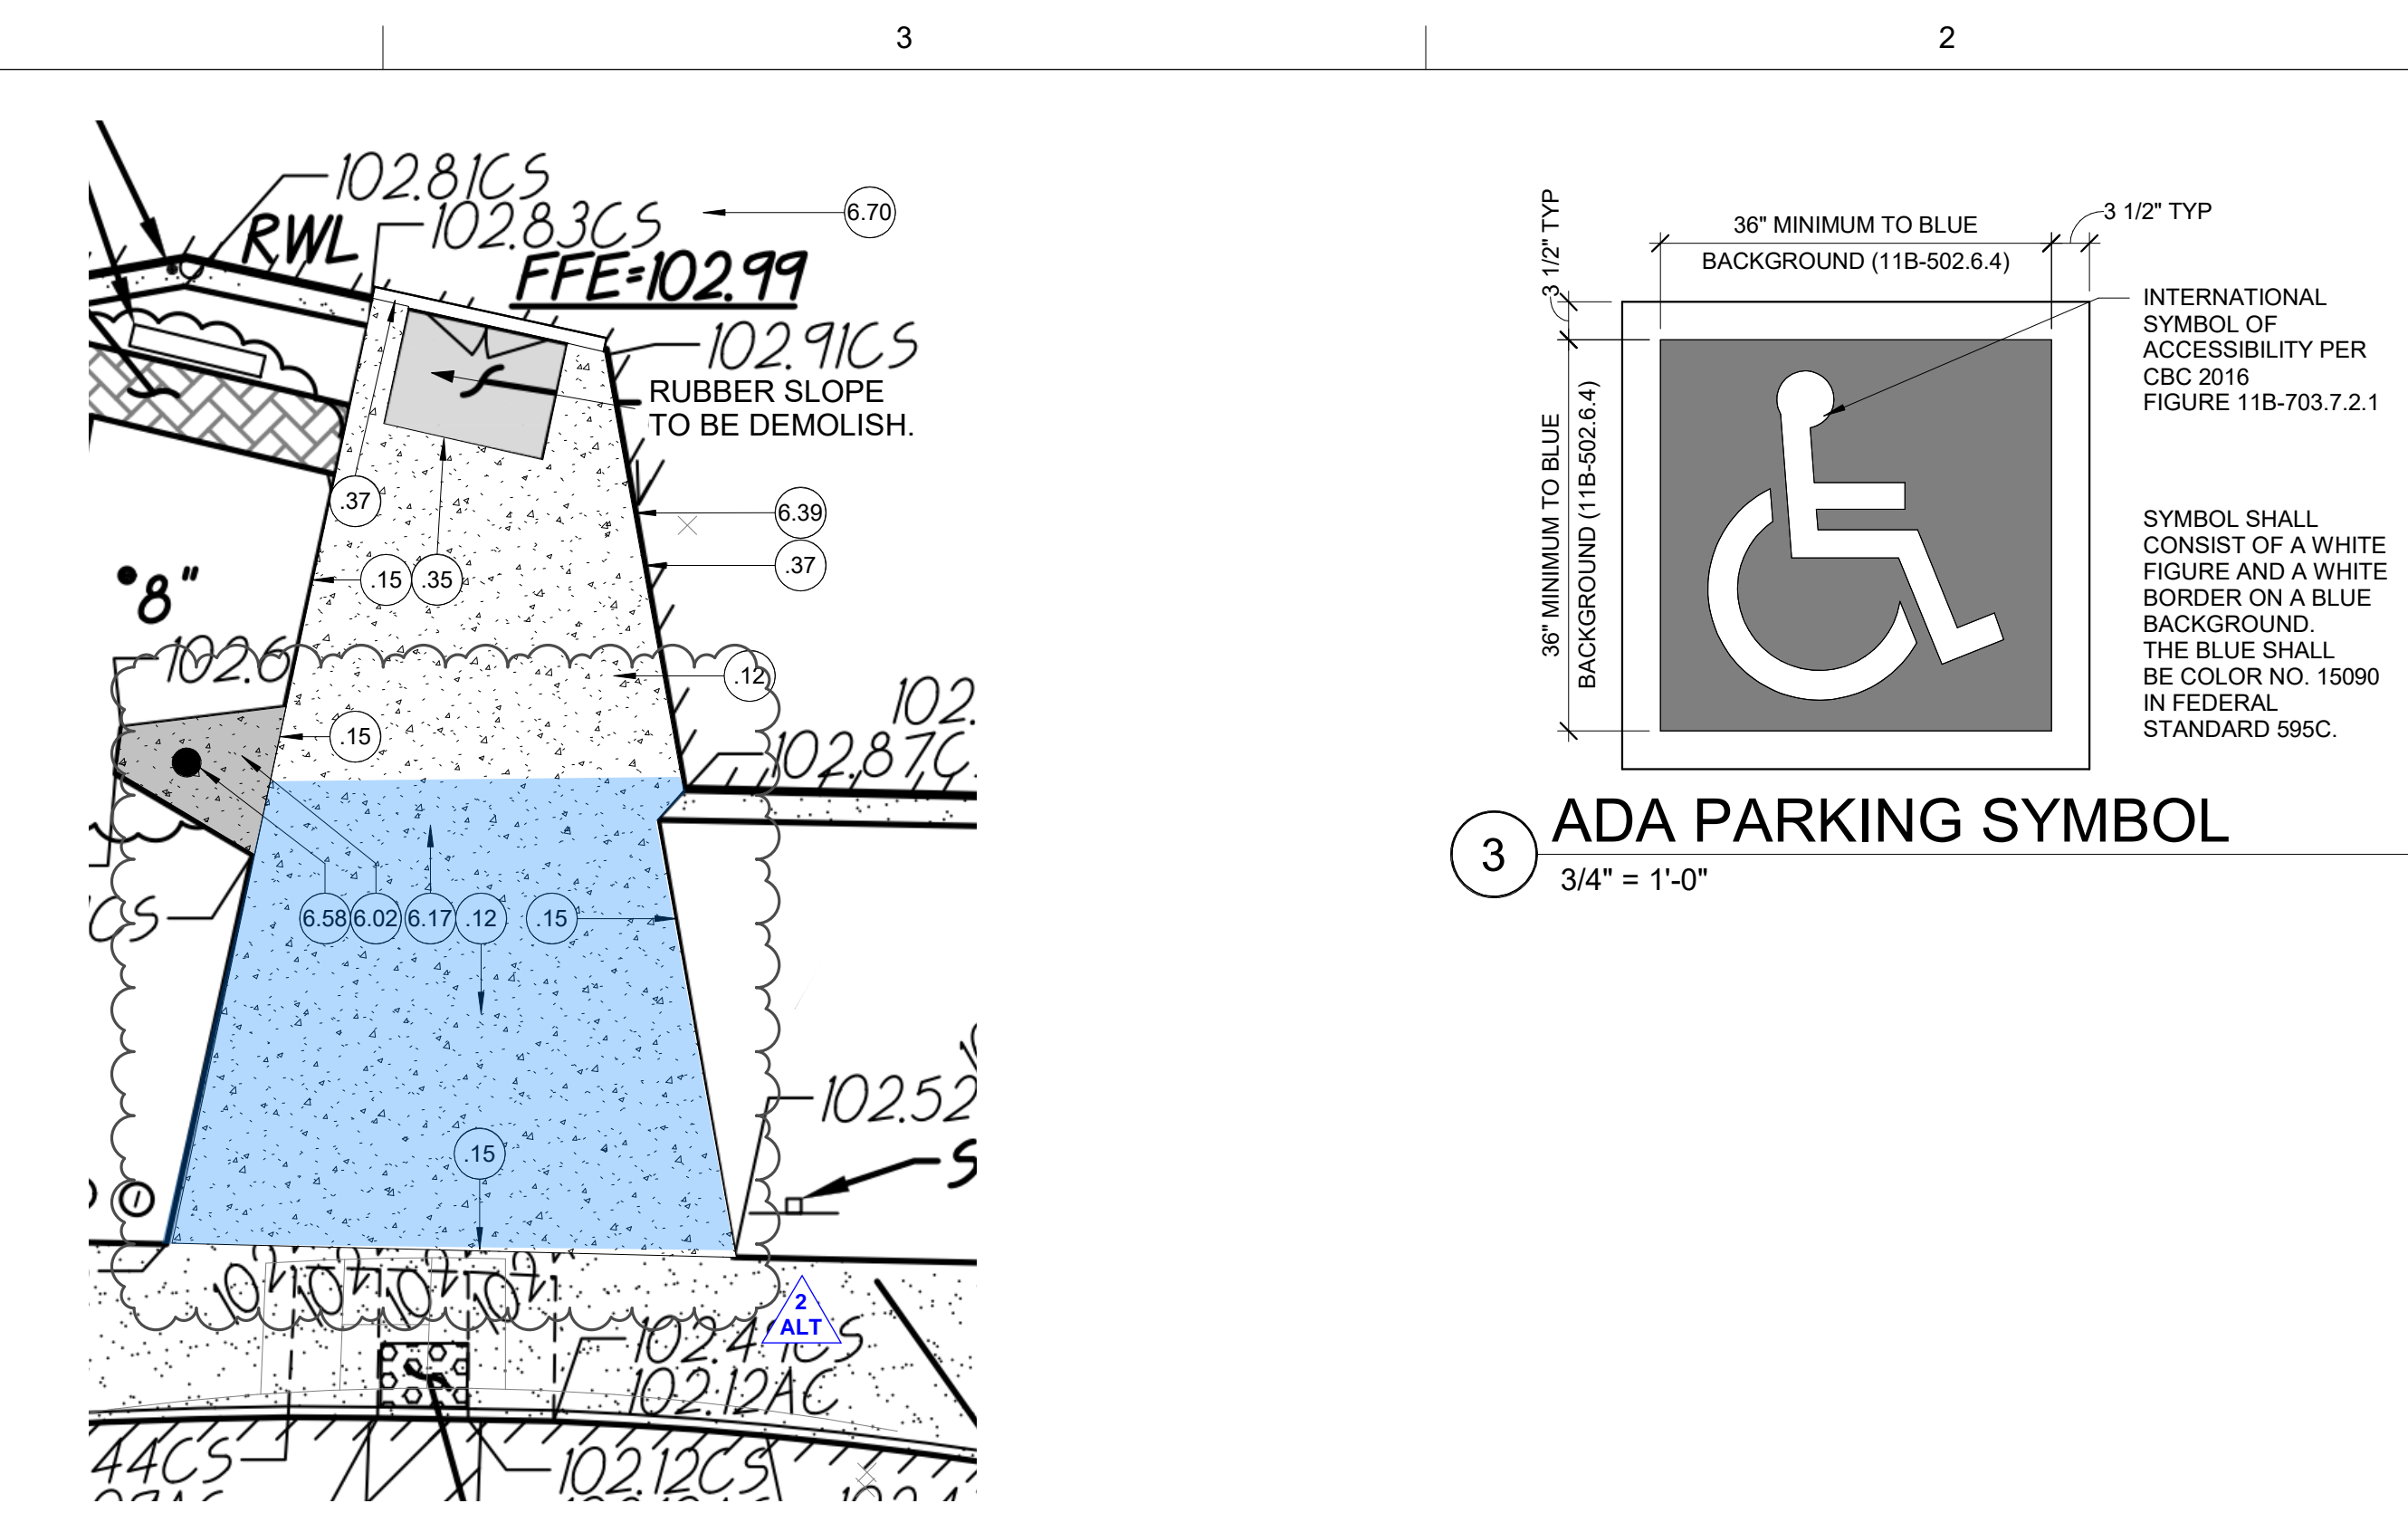 3
2
102.81CS
RWL
102.83CS
6.70
FFE=102.99
102.91CS
RUBBER SLOPE
TO BE DEMOLISH.
.37
6.39
.37
.15
.35
8"
102.6
.12
.15
102.
102.87C
CS
6.58
6.02
6.17
.12
.15
102.52
.15
S
2
ALT
102.12AC
44CS
102.12CS
3 1/2" TYP
36" MINIMUM TO BLUE
BACKGROUND (11B-502.6.4)
3 1/2" TYP
36" MINIMUM TO BLUE
BACKGROUND (11B-502.6.4)
INTERNATIONAL
SYMBOL OF
ACCESSIBILITY PER
CBC 2016
FIGURE 11B-703.7.2.1
SYMBOL SHALL
CONSIST OF A WHITE
FIGURE AND A WHITE
BORDER ON A BLUE
BACKGROUND.
THE BLUE SHALL
BE COLOR NO. 15090
IN FEDERAL
STANDARD 595C.
3
ADA PARKING SYMBOL
3/4" = 1'-0"